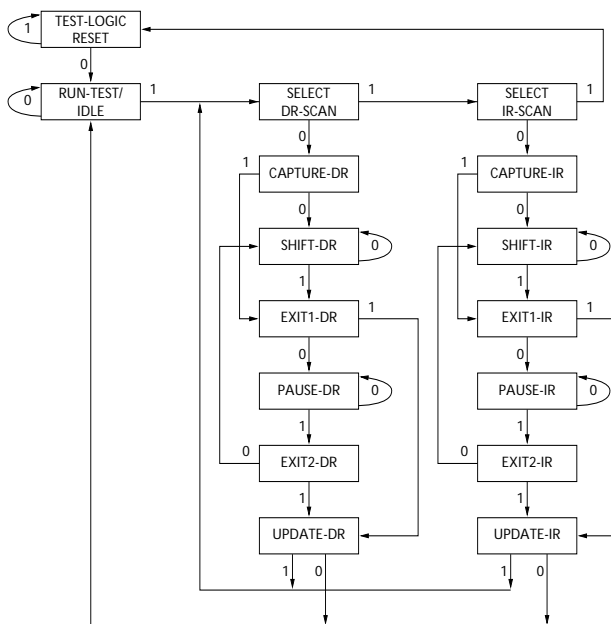 TEST-LOGIC
RESET
1
0
RUN-TEST/
IDLE
0
1
SELECT
DR-SCAN
1
SELECT
IR-SCAN
1
0
0
1
CAPTURE-DR
1
CAPTURE-IR
0
0
SHIFT-DR
0
SHIFT-IR
0
1
1
EXIT1-DR
1
EXIT1-IR
1
0
0
PAUSE-DR
0
PAUSE-IR
0
1
1
0
EXIT2-DR
0
EXIT2-IR
1
1
UPDATE-DR
UPDATE-IR
1
0
1
0